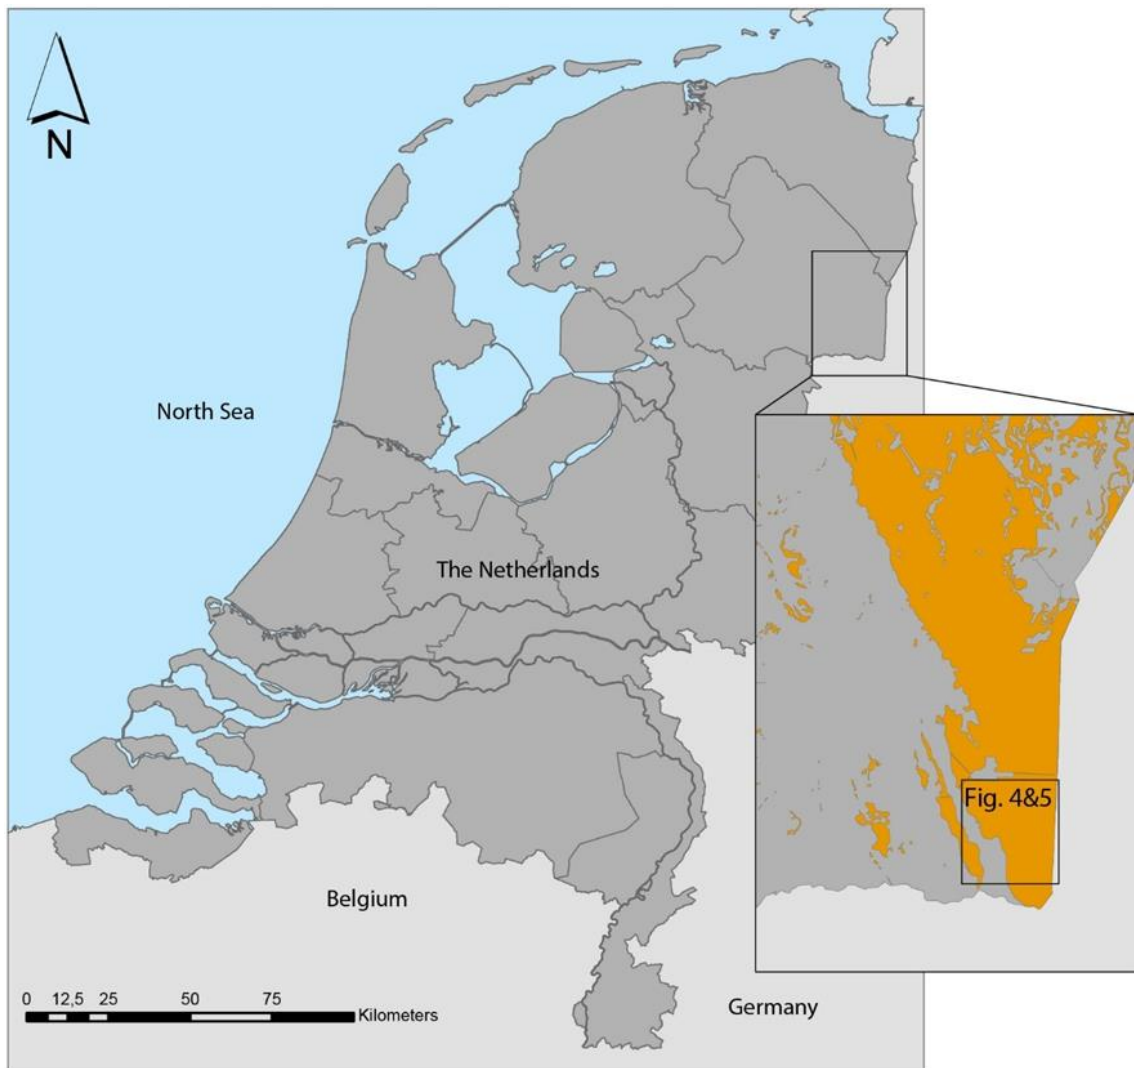 N
North Sea
The Netherlands
Fig. 4&5
Belgium
0 12,5 25 50 75
Kilometers
Germany